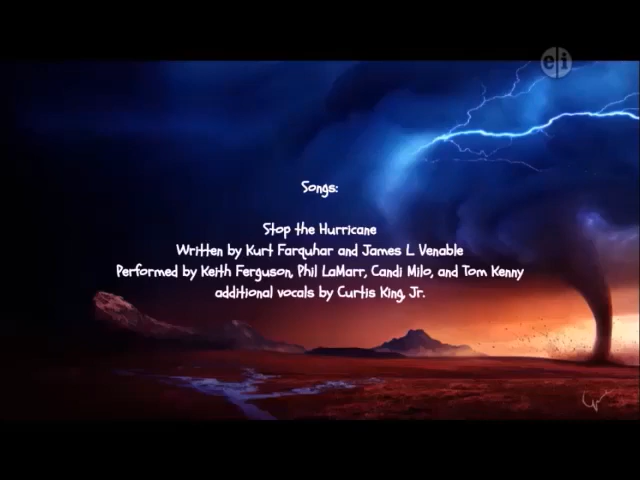 e|i
Songs:
Stop the Hurricane
Written by Kurt Farquhar and James L. Venable
Performed by Keith Ferguson, Phil LaMarr, Candi Milo, and Tom Kenny
additional vocals by Curtis King, Jr.